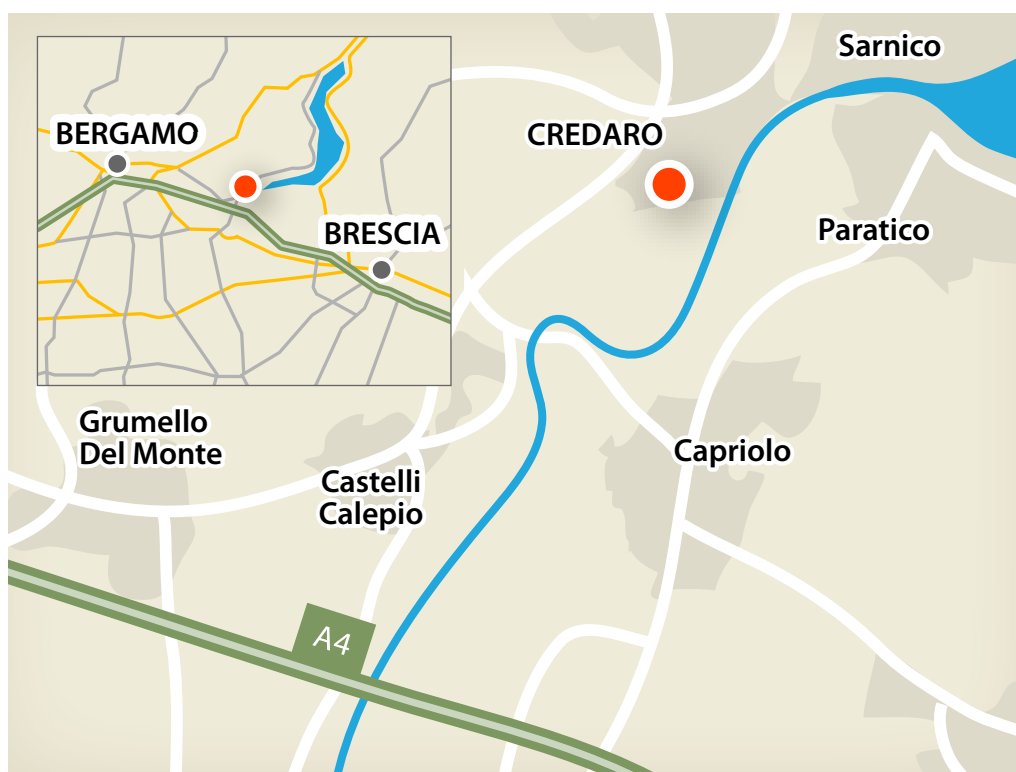 Sarnico
BERGAMO
CREDARO
BRESCIA
Paratico
Grumello
Del Monte
Capriolo
Castelli
Calepio
A4